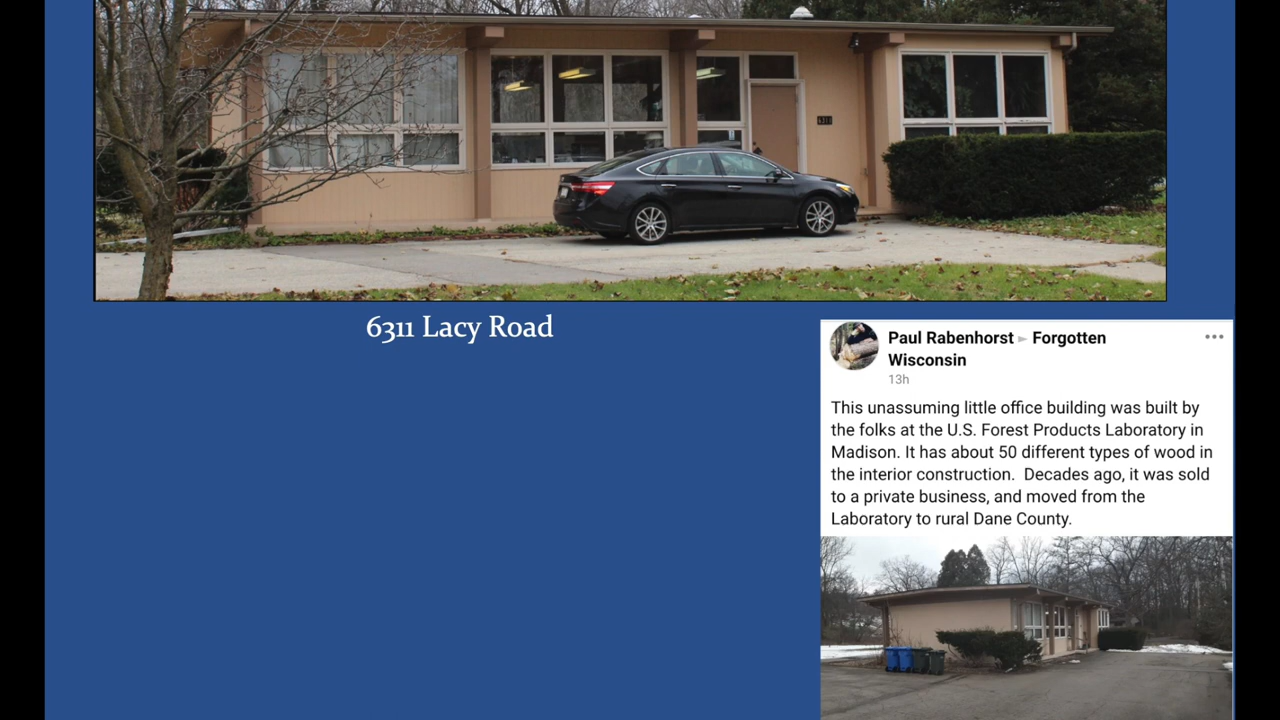 6311
6311 Lacy Road
Paul Rabenhorst ▸ Forgotten
Wisconsin
13h
This unassuming little office building was built by
the folks at the U.S. Forest Products Laboratory in
Madison. It has about 50 different types of wood in
the interior construction.  Decades ago, it was sold
to a private business, and moved from the
Laboratory to rural Dane County.